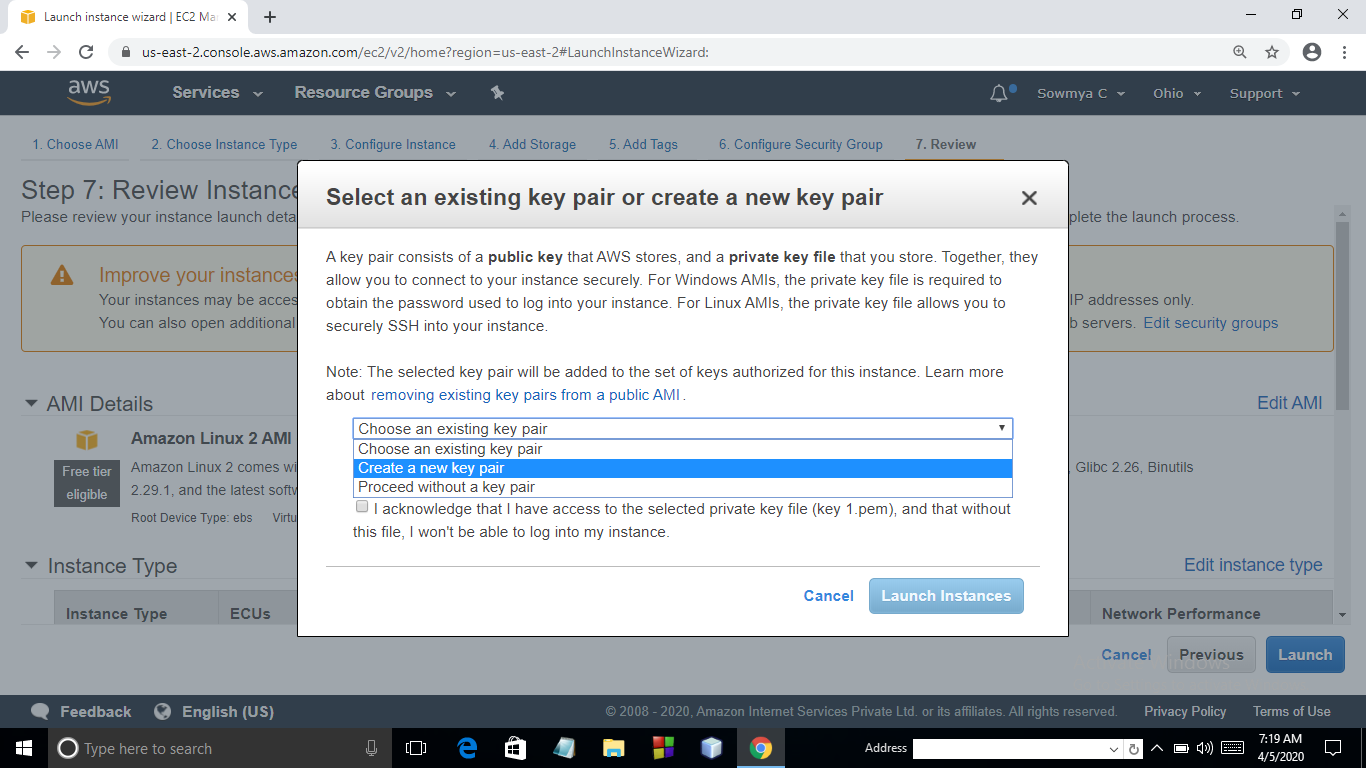 Launch instance wizard | EC2 Ma
us-east-2.console.aws.amazon.com/ec2/v2/home?region=us-east-2#LaunchInstanceWizard:
aws Services Resource Groups Sowmya C Ohio Support
1. Choose AMI 2. Choose Instance Type 3. Configure Instance 4. Add Storage 5. Add Tags 6. Configure Security Group 7. Review
Step 7: Review Instance
Please review your instance launch deta
plete the launch process.
Improve your instances
Your instances may be acces
IP addresses only.
You can also open additional
b servers. Edit security groups
Select an existing key pair or create a new key pair
A key pair consists of a public key that AWS stores, and a private key file that you store. Together, they
allow you to connect to your instance securely. For Windows AMIs, the private key file is required to
obtain the password used to log into your instance. For Linux AMIs, the private key file allows you to
securely SSH into your instance.
Note: The selected key pair will be added to the set of keys authorized for this instance. Learn more
about removing existing key pairs from a public AMI.
Choose an existing key pair
Choose an existing key pair
Create a new key pair
Proceed without a key pair
I acknowledge that I have access to the selected private key file (key 1.pem), and that without
this file, I won't be able to log into my instance.
Cancel Launch Instances
AMI Details
Edit AMI
Amazon Linux 2 AMI
Free tier
eligible
Amazon Linux 2 comes wi
, Glibc 2.26, Binutils
2.29.1, and the latest softw
Root Device Type: ebs Virtu
Instance Type
Edit instance type
Instance Type ECUs
Network Performance
Cancel Previous Launch
Feedback English (US) © 2008 - 2020, Amazon Internet Services Private Ltd. or its affiliates. All rights reserved. Privacy Policy Terms of Use
Type here to search
Address
7:19 AM
4/5/2020